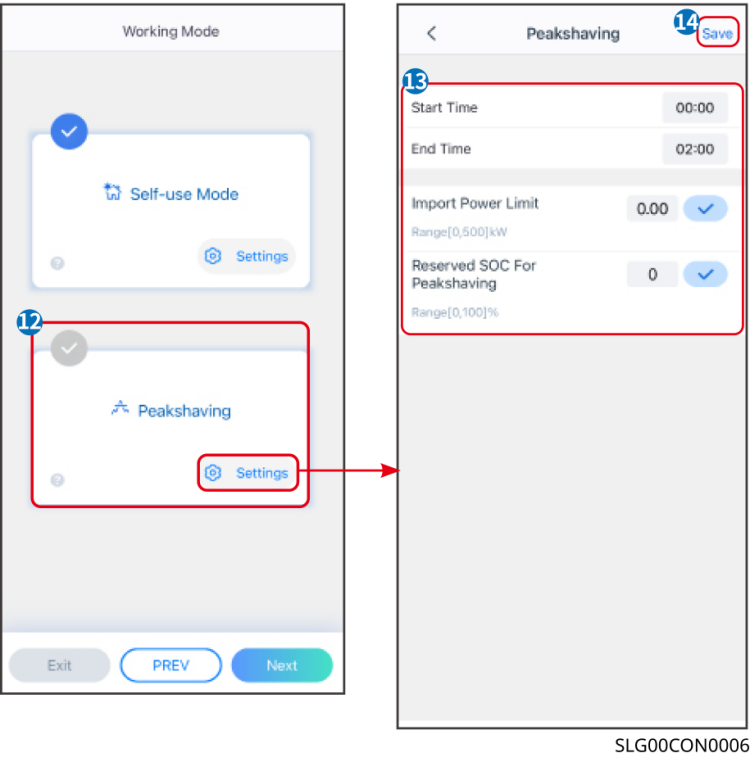 Working Mode
Self-use Mode
Settings
12
Peakshaving
Settings
Exit
PREV
Next
Peakshaving
14
Save
13
Start Time
00:00
End Time
02:00
Import Power Limit
0.00
Range[0,500]kW
Reserved SOC For
Peakshaving
0
Range[0,100]%
SLG00CON0006